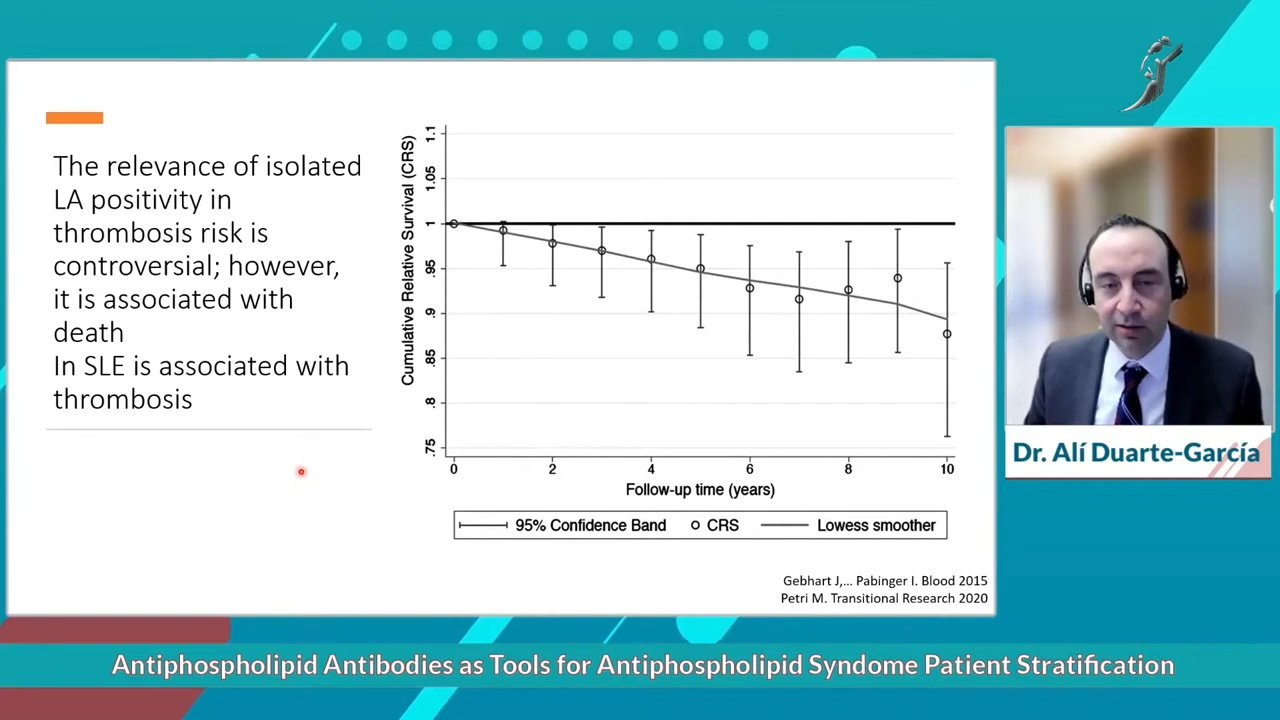 The relevance of isolated
LA positivity in
thrombosis risk is
controversial; however,
it is associated with
death
In SLE is associated with
thrombosis
Cumulative Relative Survival (CRS)
1.1
1.05
1
.95
.9
.85
.8
.75
0 2 4 6 8 10
Follow-up time (years)
95% Confidence Band CRS Lowess smoother
Gebhart J,... Pabinger I. Blood 2015
Petri M. Transitional Research 2020
Dr. Alí Duarte-García
Antiphospholipid Antibodies as Tools for Antiphospholipid Syndome Patient Stratification